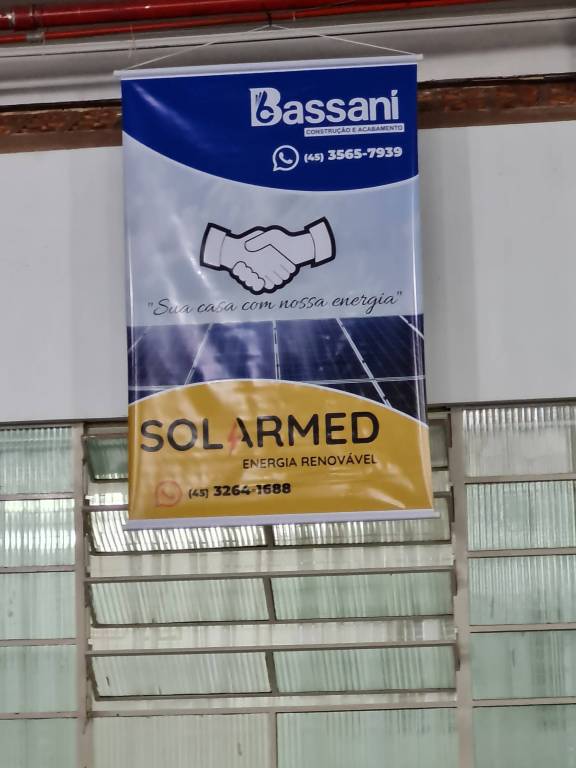 Bassani
CONSTRUÇÃO E ACABAMENTO
(45) 3565-7939
"Sua casa com nossa energia"
SOLARMED
ENERGIA RENOVÁVEL
(45) 3264-1688